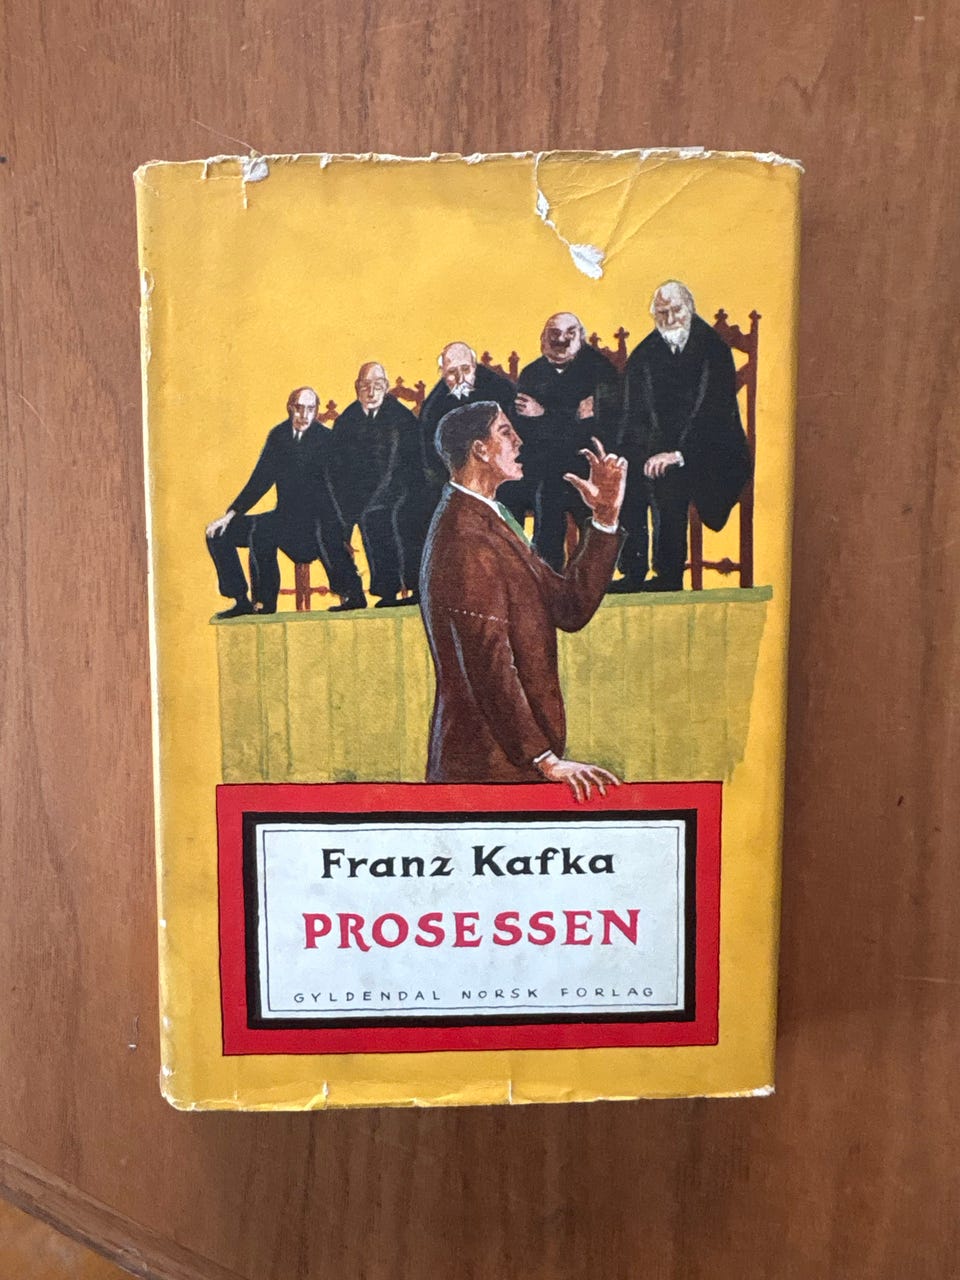 Franz Kafka
PROSESSEN
GYLDENDAL NORSK FORLAG